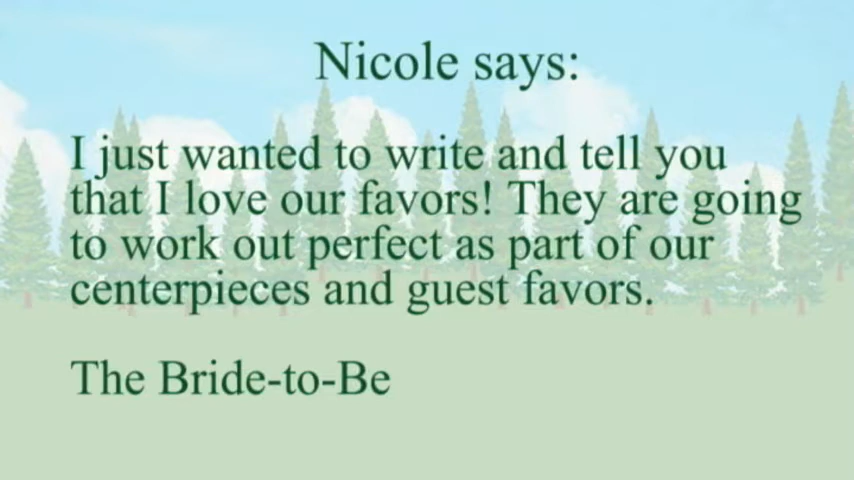 Nicole says:
I just wanted to write and tell you
that I love our favors! They are going
to work out perfect as part of our
centerpieces and guest favors.
The Bride-to-Be